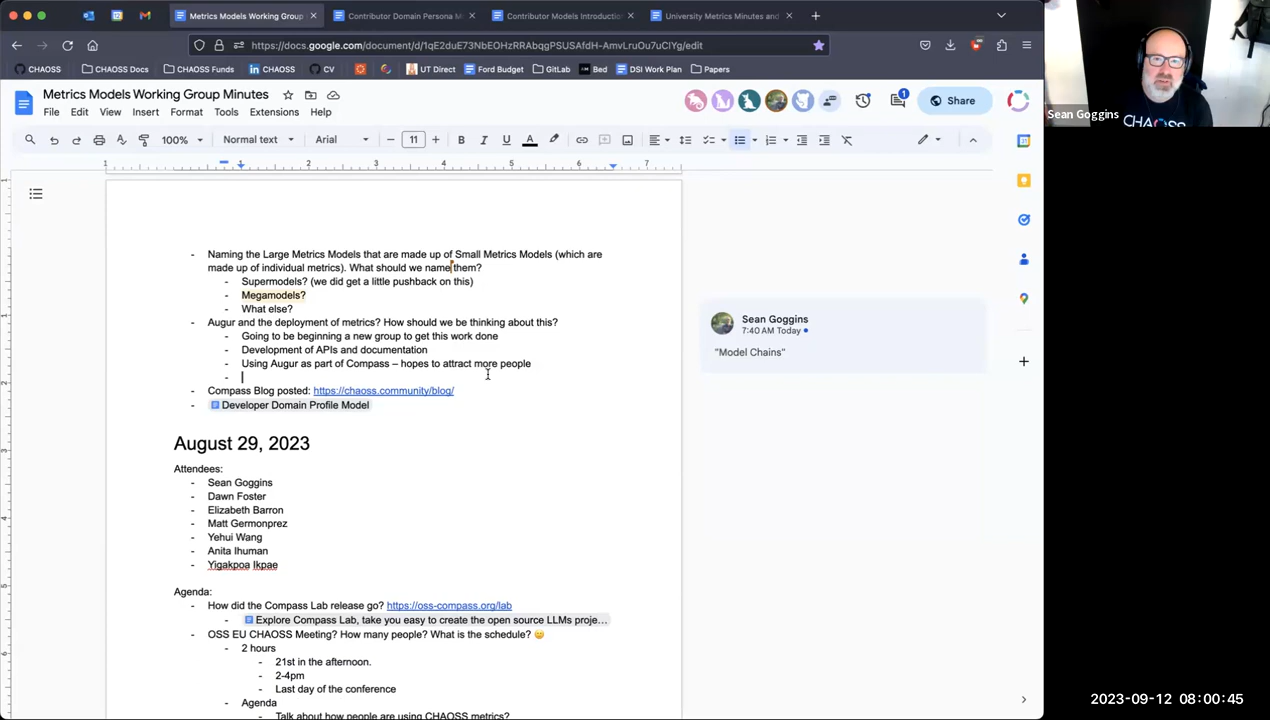 Metrics Models Working Group
Contributor Domain Persona M
Contributor Models Introduction
University Metrics Minutes and
https://docs.google.com/document/d/1qE2duE73NbEOHzRRAbqgPSUSAfdH-AmvLruOu7uClYg/edit
CHAOSS
CHAOSS Docs
CHAOSS Funds
CHAOSS
CV
UT Direct
Ford Budget
GitLab
Bed
DSI Work Plan
Papers
Metrics Models Working Group Minutes
File Edit View Insert Format Tools Extensions Help
1
Share
100%
Normal text
Arial
11
1 1 2 3 4 5 6 7
- Naming the Large Metrics Models that are made up of Small Metrics Models (which are
made up of individual metrics). What should we name them?
- Supermodels? (we did get a little pushback on this)
- Megamodels?
- What else?
- Augur and the deployment of metrics? How should we be thinking about this?
- Going to be beginning a new group to get this work done
- Development of APIs and documentation
- Using Augur as part of Compass – hopes to attract more people
-
- Compass Blog posted: https://chaoss.community/blog/
- Developer Domain Profile Model
August 29, 2023
Attendees:
- Sean Goggins
- Dawn Foster
- Elizabeth Barron
- Matt Germonprez
- Yehui Wang
- Anita Ihuman
- Yigakpoa Ikpae
Agenda:
- How did the Compass Lab release go? https://oss-compass.org/lab
- Explore Compass Lab, take you easy to create the open source LLMs proje...
- OSS EU CHAOSS Meeting? How many people? What is the schedule? 🙂
- 2 hours
- 21st in the afternoon.
- 2-4pm
- Last day of the conference
- Agenda
- Talk about how people are using CHAOSS metrics?
Sean Goggins
7:40 AM Today
"Model Chains"
Sean Goggins
CHAOSS
2023-09-12 08:00:45